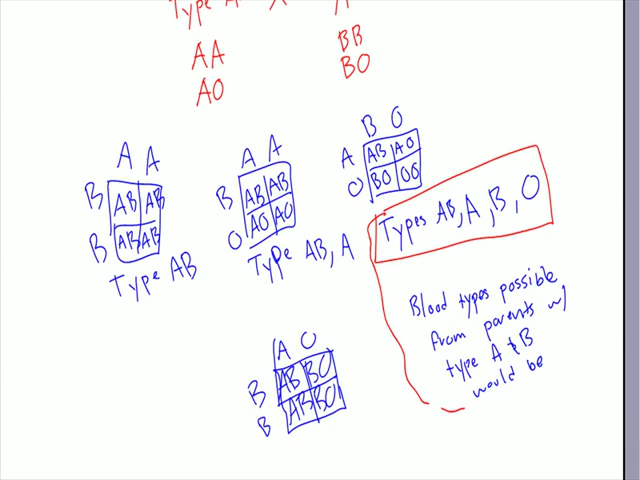 Type A X
AA
AO
BB
BO
A A
B AB AB
B AB AB
Type AB
A A
B AB AB
O AO AO
Type AB, A
B O
A AB AO
O BO OO
Types AB, A, B, O
Blood types possible
from parents w/
type A & B
would be
A O
B AB BO
B AB BO